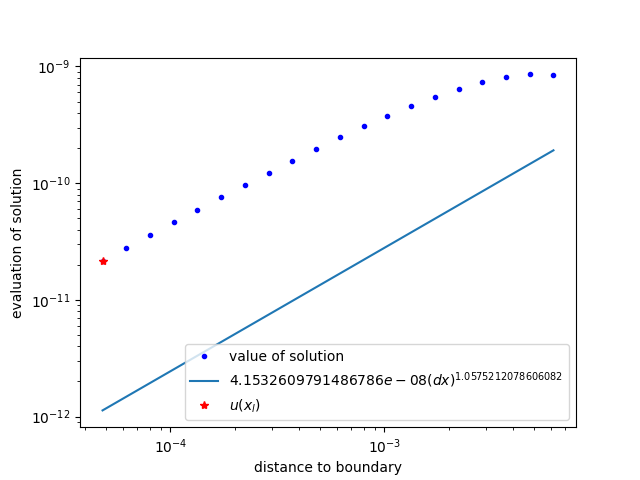 10⁻⁹
10⁻¹⁰
10⁻¹¹
10⁻¹²
evaluation of solution
value of solution
4.1532609791486786e − 08(dx)^1.0575212078606082
u(x_l)
10⁻⁴ 10⁻³
distance to boundary